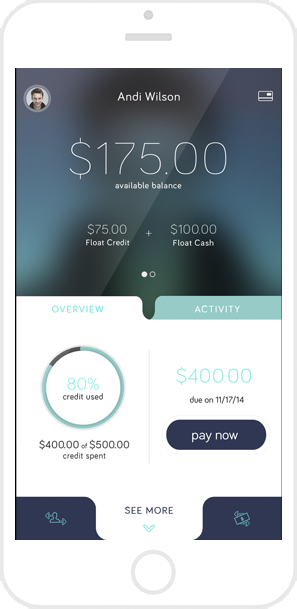 Andi Wilson
$175.00
available balance
$75.00 + $100.00
Float Credit Float Cash
OVERVIEW ACTIVITY
80%
credit used
$400.00 of $500.00
credit spent
$400.00
due on 11/17/14
pay now
SEE MORE
$